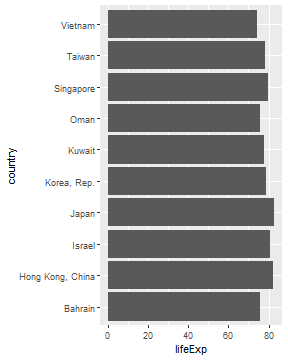 Vietnam
Taiwan
Singapore
Oman
Kuwait
Korea, Rep.
Japan
Israel
Hong Kong, China
Bahrain
country
0 20 40 60 80
lifeExp